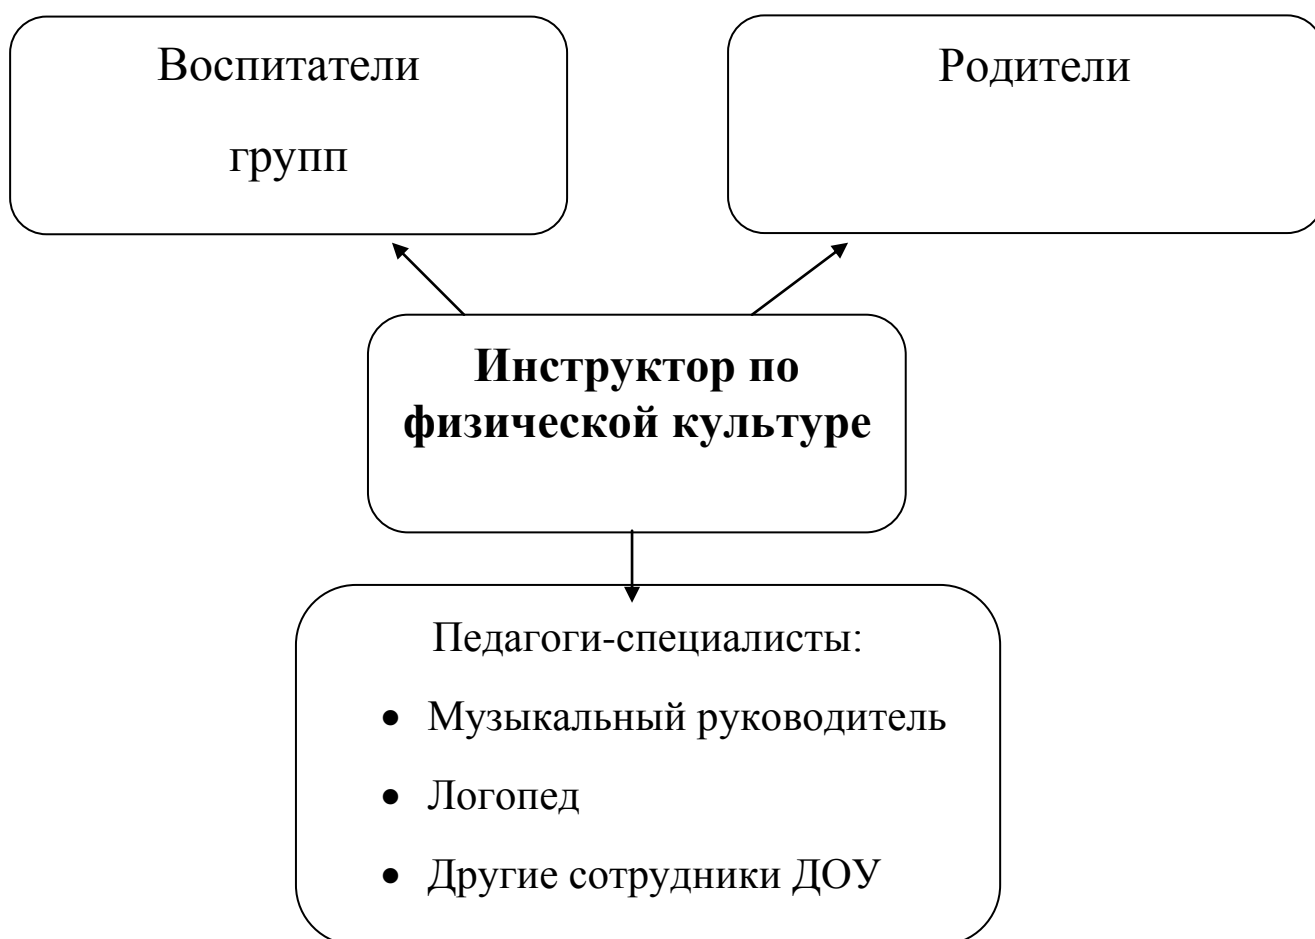 Воспитатели
групп
Родители
Инструктор по
физической культуре
Педагоги-специалисты:
• Музыкальный руководитель
• Логопед
• Другие сотрудники ДОУ